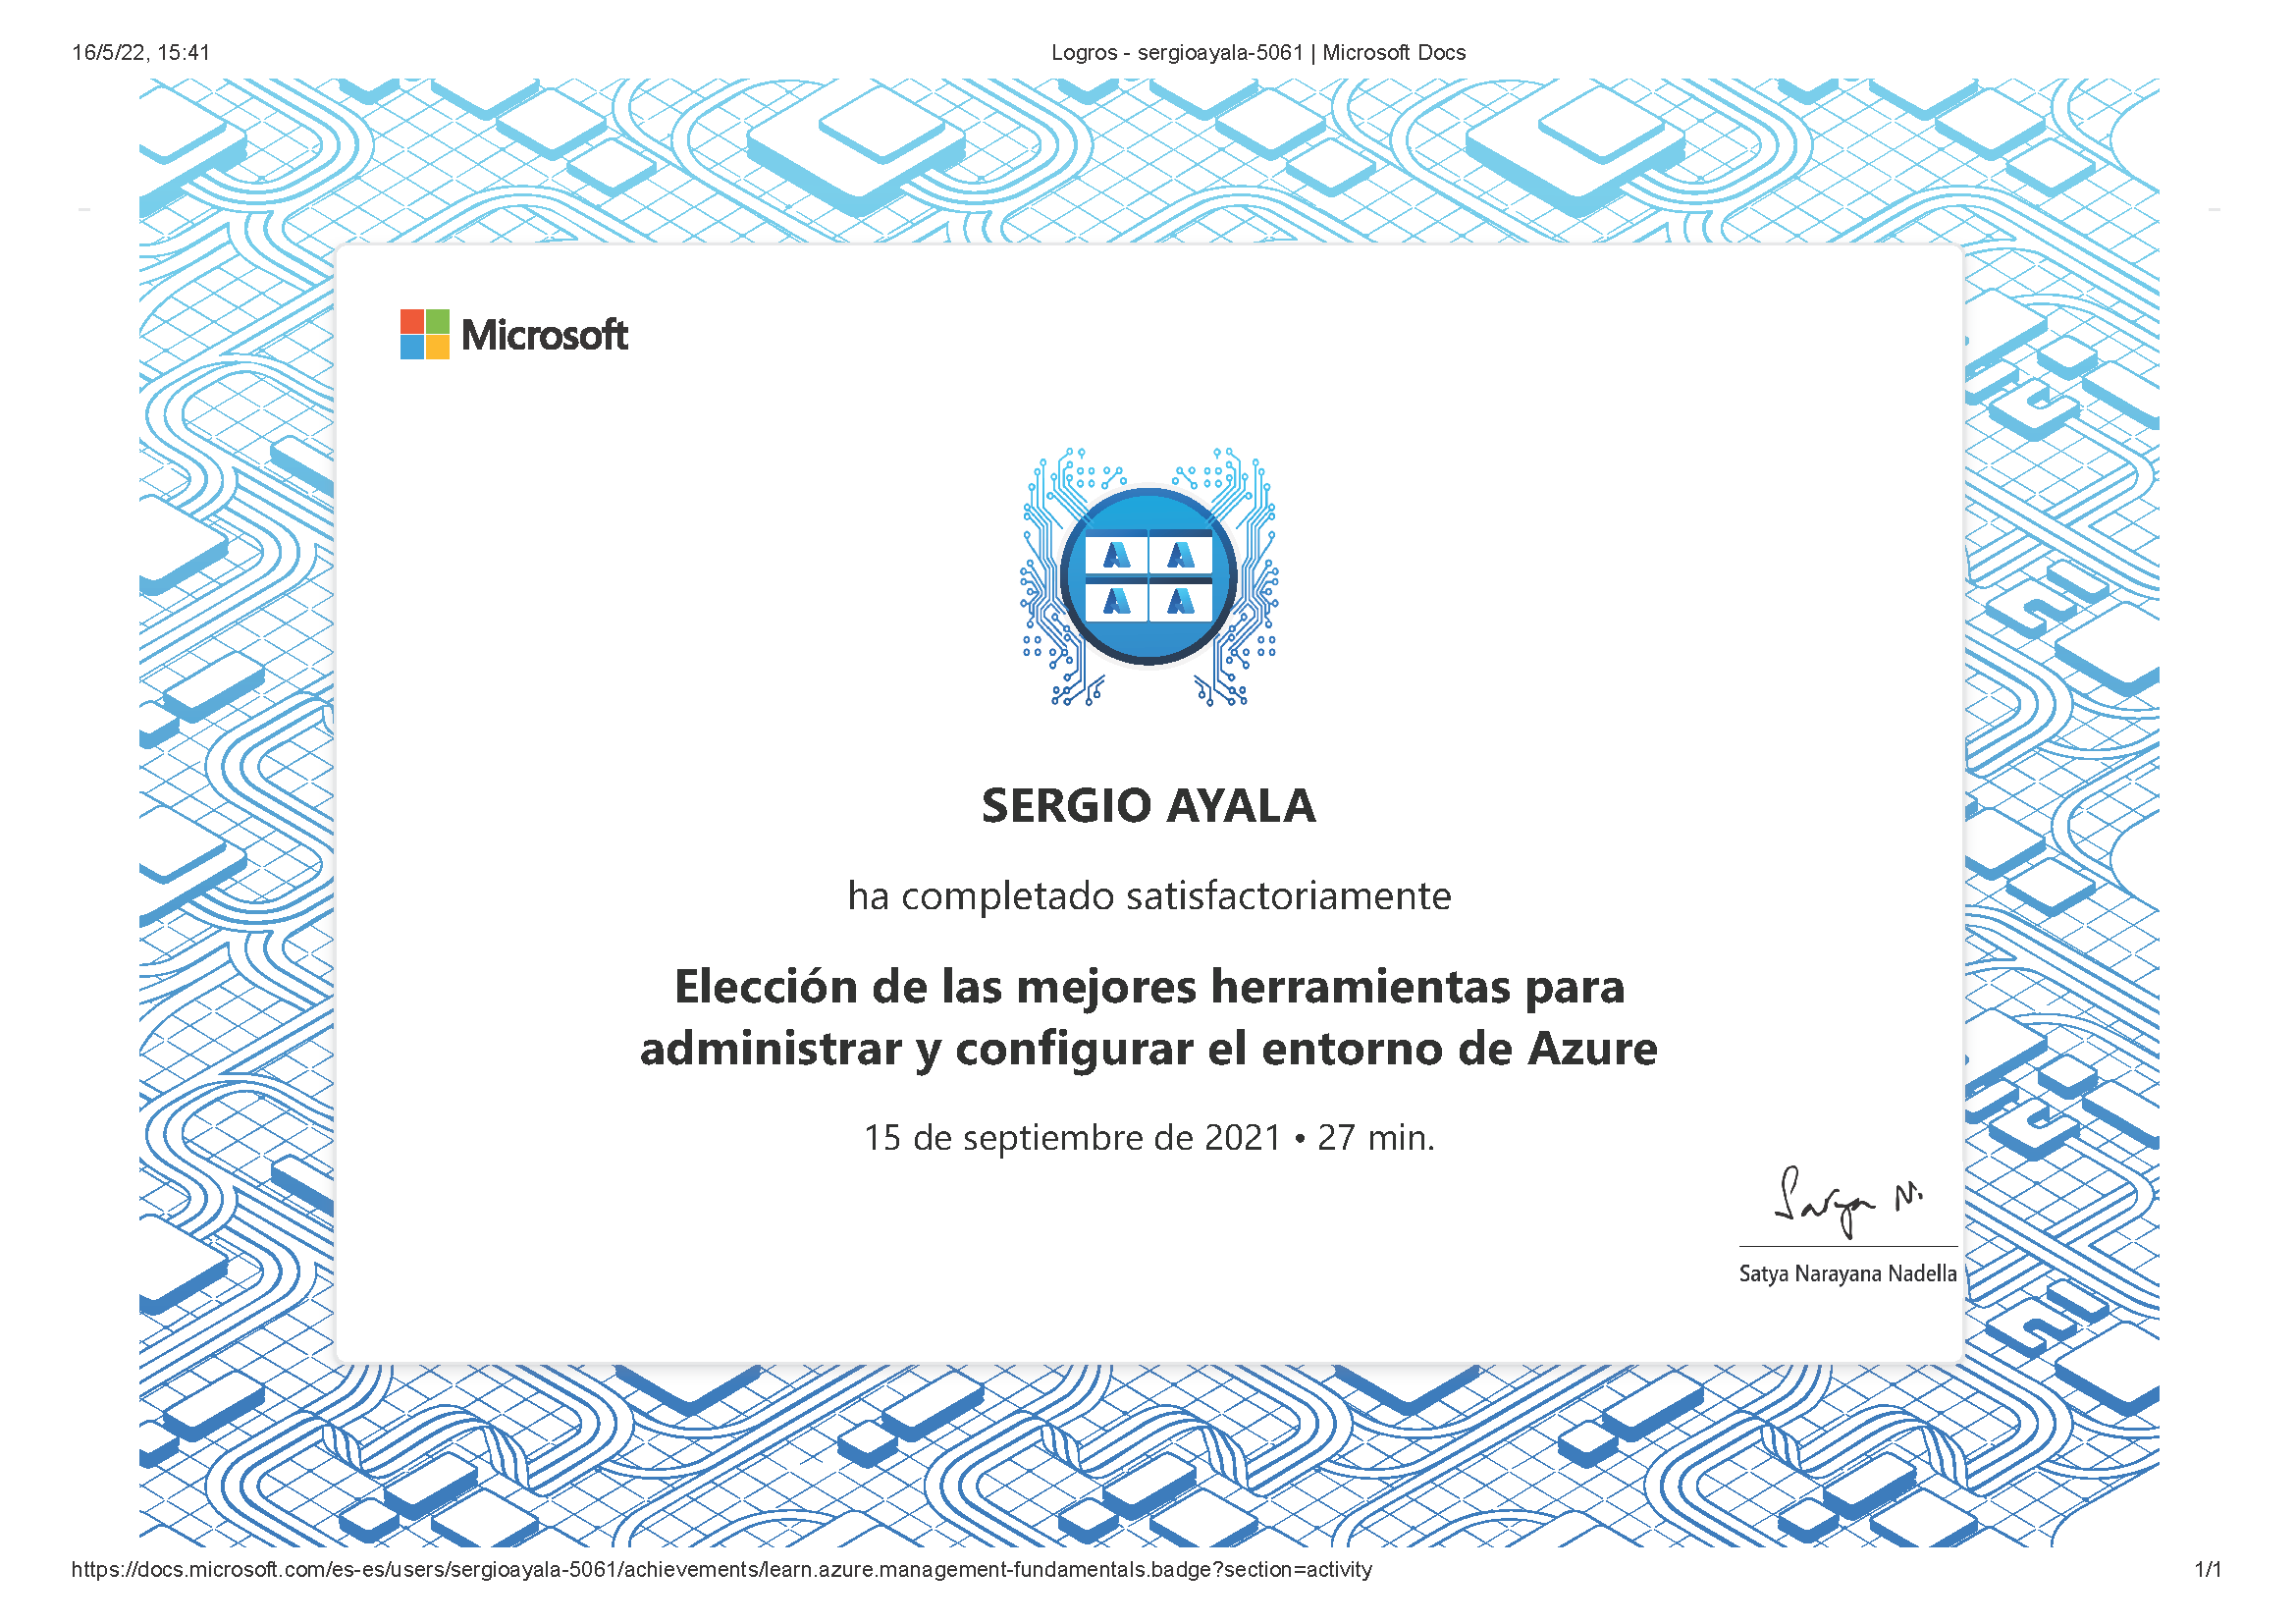 16/5/22, 15:41
Logros - sergioayala-5061 | Microsoft Docs
Microsoft
SERGIO AYALA
ha completado satisfactoriamente
Elección de las mejores herramientas para
administrar y configurar el entorno de Azure
15 de septiembre de 2021 • 27 min.
Satya N.
Satya Narayana Nadella
https://docs.microsoft.com/es-es/users/sergioayala-5061/achievements/learn.azure.management-fundamentals.badge?section=activity
1/1